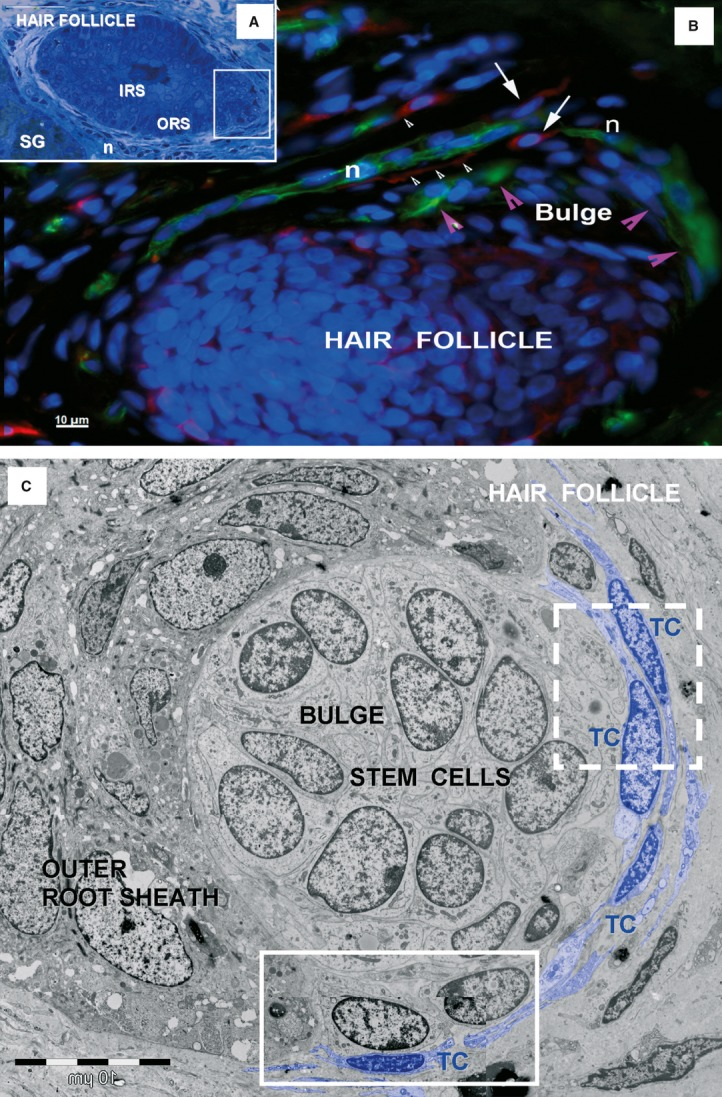 HAIR FOLLICLE
A
IRS
ORS
SG
n
B
n
n
Bulge
HAIR FOLLICLE
10 µm
C
HAIR FOLLICLE
TC
BULGE
TC
STEM CELLS
OUTER
ROOT SHEATH
TC
TC
10 µm